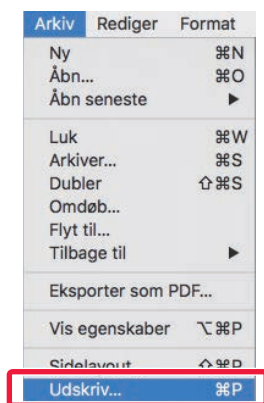 Arkiv Rediger Format
Ny ⌘N
Åbn... ⌘O
Åbn seneste ▶
Luk ⌘W
Arkiver... ⌘S
Dubler ⇧⌘S
Omdøb...
Flyt til...
Tilbage til ▶
Eksporter som PDF...
Vis egenskaber ⌥⌘P
Sidelayout... ⇧⌘P
Udskriv... ⌘P